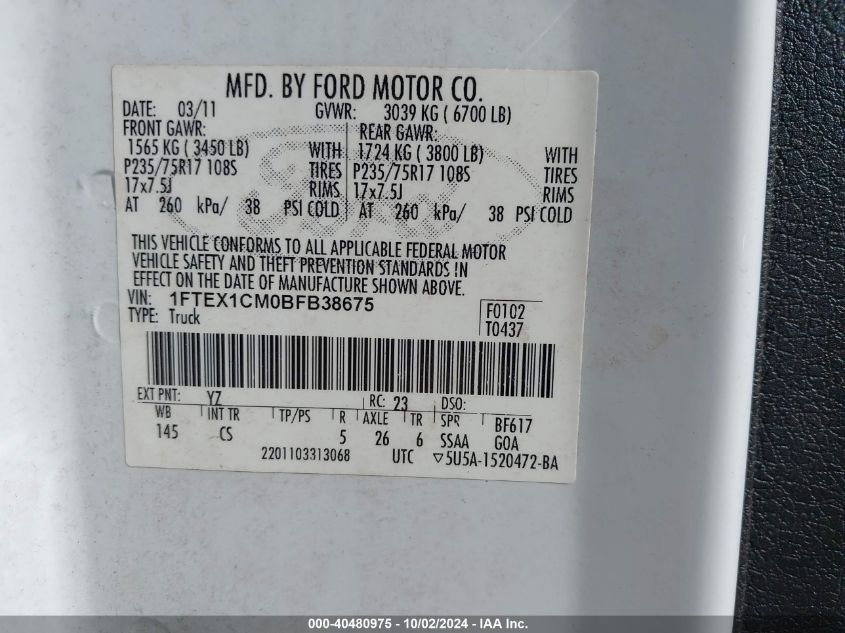 MFD. BY FORD MOTOR CO.
DATE: 03/11 GVWR: 3039 KG ( 6700 LB)
FRONT GAWR: REAR GAWR:
1565 KG ( 3450 LB) WITH 1724 KG ( 3800 LB) WITH
P235/75R17 108S TIRES P235/75R17 108S TIRES
17x7.5J RIMS 17x7.5J RIMS
AT 260 kPa/ 38 PSI COLD AT 260 kPa/ 38 PSI COLD
THIS VEHICLE CONFORMS TO ALL APPLICABLE FEDERAL MOTOR
VEHICLE SAFETY AND THEFT PREVENTION STANDARDS IN
EFFECT ON THE DATE OF MANUFACTURE SHOWN ABOVE.
VIN: 1FTEX1CM0BFB38675 F0102
TYPE: Truck T0437
EXT PNT: YZ RC: 23 DSO:
WB INT TR TP/PS R AXLE TR SPR BF617
145 CS 5 26 6 SSAA GOA
2201103313068 UTC ▽5U5A-1520472-BA
000-40480975 - 10/02/2024 - IAA Inc.